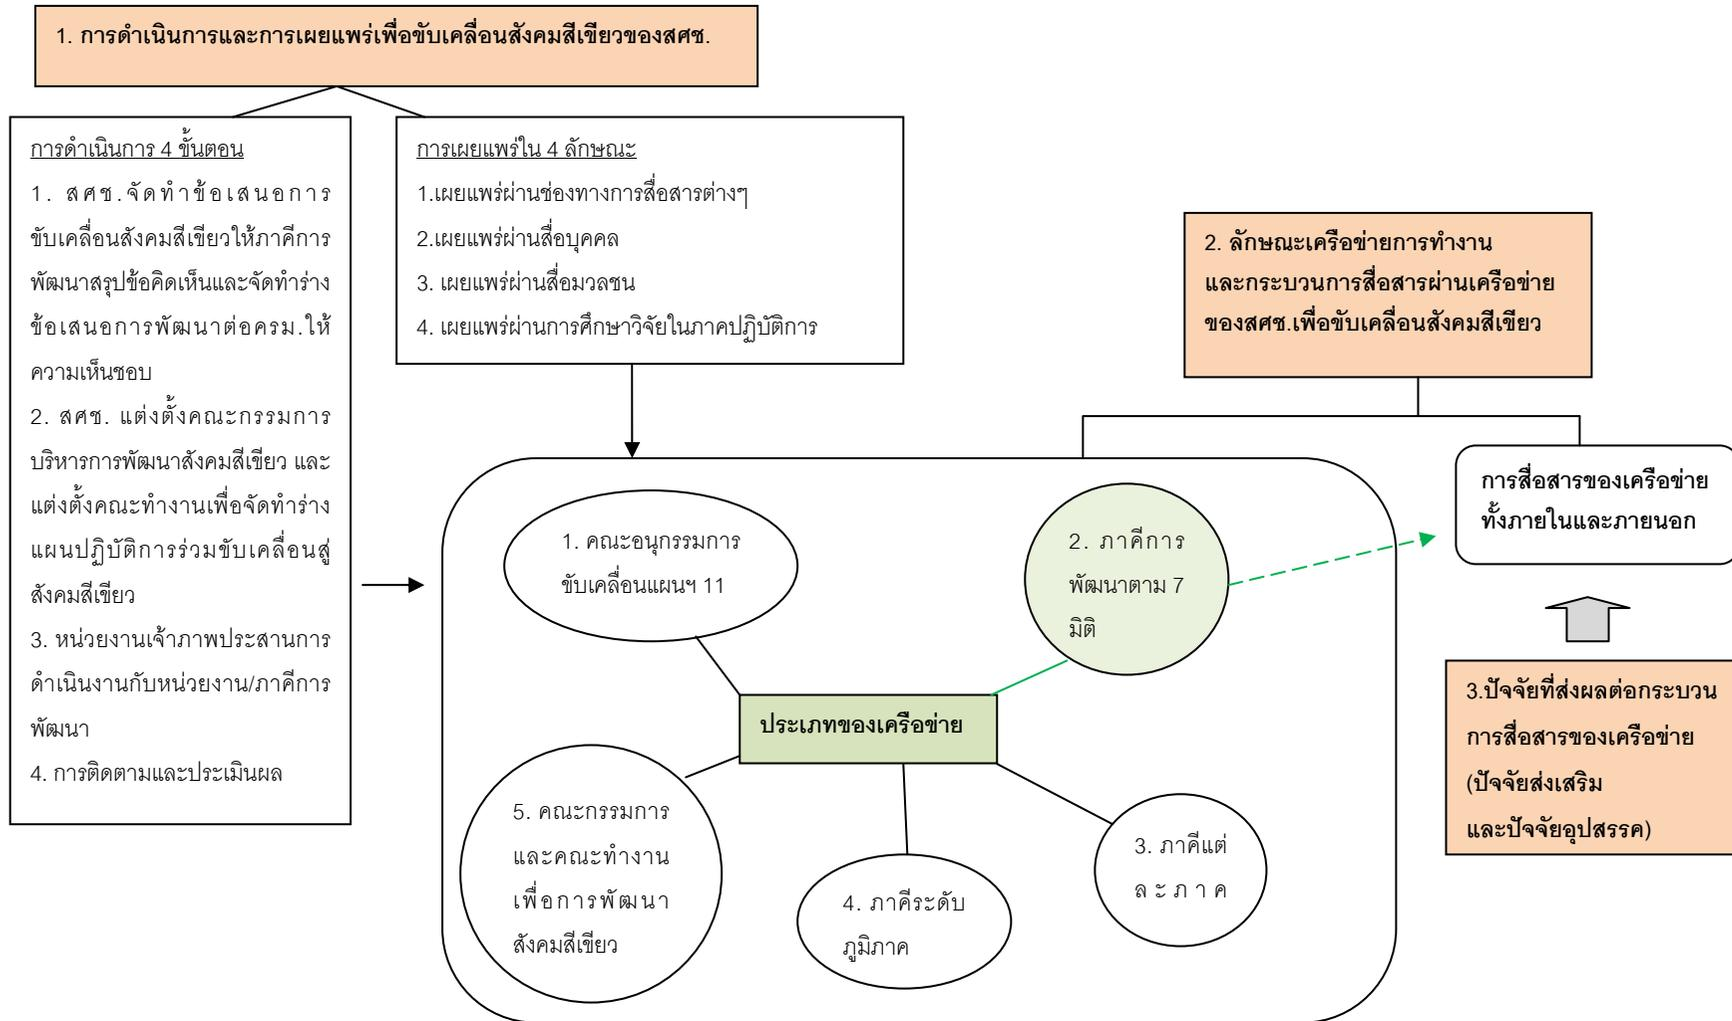 1. การดำเนินการและการเผยแพร่เพื่อขับเคลื่อนสังคมสีเขียวของสศช.
การดำเนินการ 4 ขั้นตอน
1. สศช.จัดทำข้อเสนอการ
ขับเคลื่อนสังคมสีเขียวให้ภาคีการ
พัฒนาสรุปข้อคิดเห็นและจัดทำร่าง
ข้อเสนอการพัฒนาต่อครม.ให้
ความเห็นชอบ
2. สศช. แต่งตั้งคณะกรรมการ
บริหารการพัฒนาสังคมสีเขียว และ
แต่งตั้งคณะทำงานเพื่อจัดทำร่าง
แผนปฏิบัติการร่วมขับเคลื่อนสู่
สังคมสีเขียว
3. หน่วยงานเจ้าภาพประสานการ
ดำเนินงานกับหน่วยงาน/ภาคีการ
พัฒนา
4. การติดตามและประเมินผล
การเผยแพร่ใน 4 ลักษณะ
1.เผยแพร่ผ่านช่องทางการสื่อสารต่างๆ
2.เผยแพร่ผ่านสื่อบุคคล
3. เผยแพร่ผ่านสื่อมวลชน
4. เผยแพร่ผ่านการศึกษาวิจัยในภาคปฏิบัติการ
2. ลักษณะเครือข่ายการทำงาน
และกระบวนการสื่อสารผ่านเครือข่าย
ของสศช.เพื่อขับเคลื่อนสังคมสีเขียว
การสื่อสารของเครือข่าย
ทั้งภายในและภายนอก
1. คณะอนุกรรมการ
ขับเคลื่อนแผนฯ 11
2. ภาคีการ
พัฒนาตาม 7
มิติ
ประเภทของเครือข่าย
5. คณะกรรมการ
และคณะทำงาน
เพื่อการพัฒนา
สังคมสีเขียว
4. ภาคีระดับ
ภูมิภาค
3. ภาคีแต่
ละภาค
3.ปัจจัยที่ส่งผลต่อกระบวน
การสื่อสารของเครือข่าย
(ปัจจัยส่งเสริม
และปัจจัยอุปสรรค)